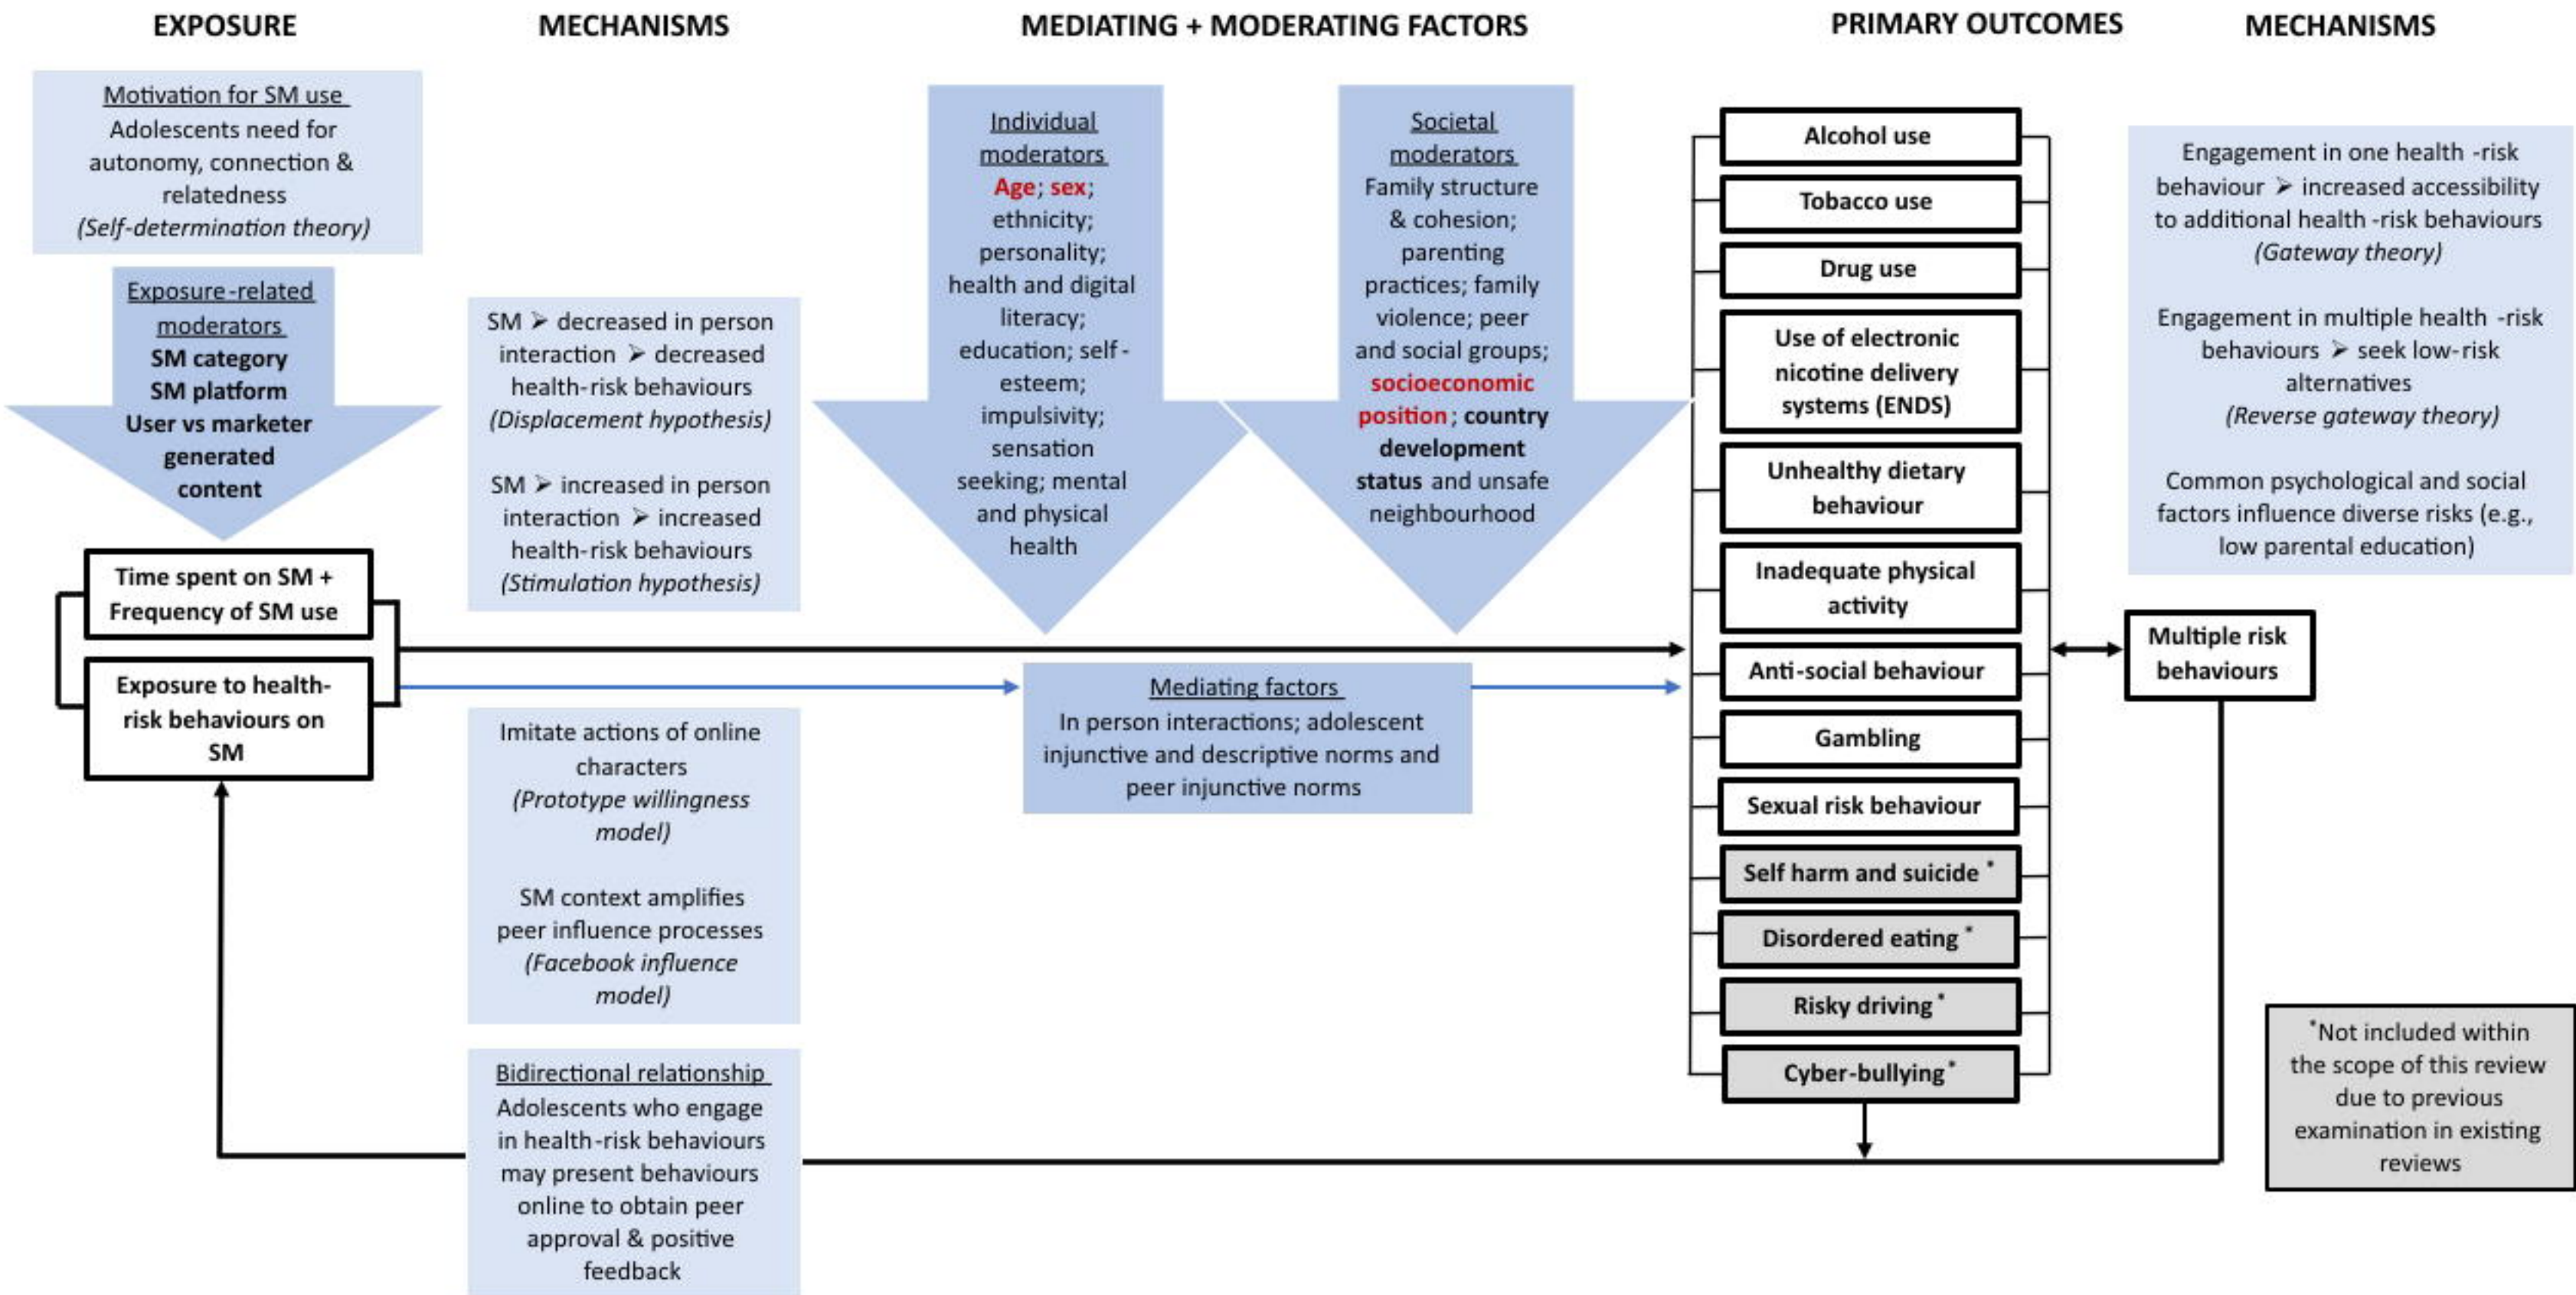 EXPOSURE
MECHANISMS
MEDIATING + MODERATING FACTORS
PRIMARY OUTCOMES
MECHANISMS
Motivation for SM use
Adolescents need for
autonomy, connection &
relatedness
(Self-determination theory)
Exposure-related
moderators
SM category
SM platform
User vs marketer
generated
content
Time spent on SM +
Frequency of SM use
Exposure to health-
risk behaviours on
SM
SM ➢ decreased in person
interaction ➢ decreased
health-risk behaviours
(Displacement hypothesis)
SM ➢ increased in person
interaction ➢ increased
health-risk behaviours
(Stimulation hypothesis)
Imitate actions of online
characters
(Prototype willingness
model)
SM context amplifies
peer influence processes
(Facebook influence
model)
Bidirectional relationship
Adolescents who engage
in health-risk behaviours
may present behaviours
online to obtain peer
approval & positive
feedback
Individual
moderators
Age; sex;
ethnicity;
personality;
health and digital
literacy;
education; self-
esteem;
impulsivity;
sensation
seeking; mental
and physical
health
Societal
moderators
Family structure
& cohesion;
parenting
practices; family
violence; peer
and social groups;
socioeconomic
position; country
development
status and unsafe
neighbourhood
Mediating factors
In person interactions; adolescent
injunctive and descriptive norms and
peer injunctive norms
Alcohol use
Tobacco use
Drug use
Use of electronic
nicotine delivery
systems (ENDS)
Unhealthy dietary
behaviour
Inadequate physical
activity
Anti-social behaviour
Gambling
Sexual risk behaviour
Self harm and suicide *
Disordered eating *
Risky driving *
Cyber-bullying *
Engagement in one health -risk
behaviour ➢ increased accessibility
to additional health -risk behaviours
(Gateway theory)
Engagement in multiple health -risk
behaviours ➢ seek low-risk
alternatives
(Reverse gateway theory)
Common psychological and social
factors influence diverse risks (e.g.,
low parental education)
Multiple risk
behaviours
*Not included within
the scope of this review
due to previous
examination in existing
reviews